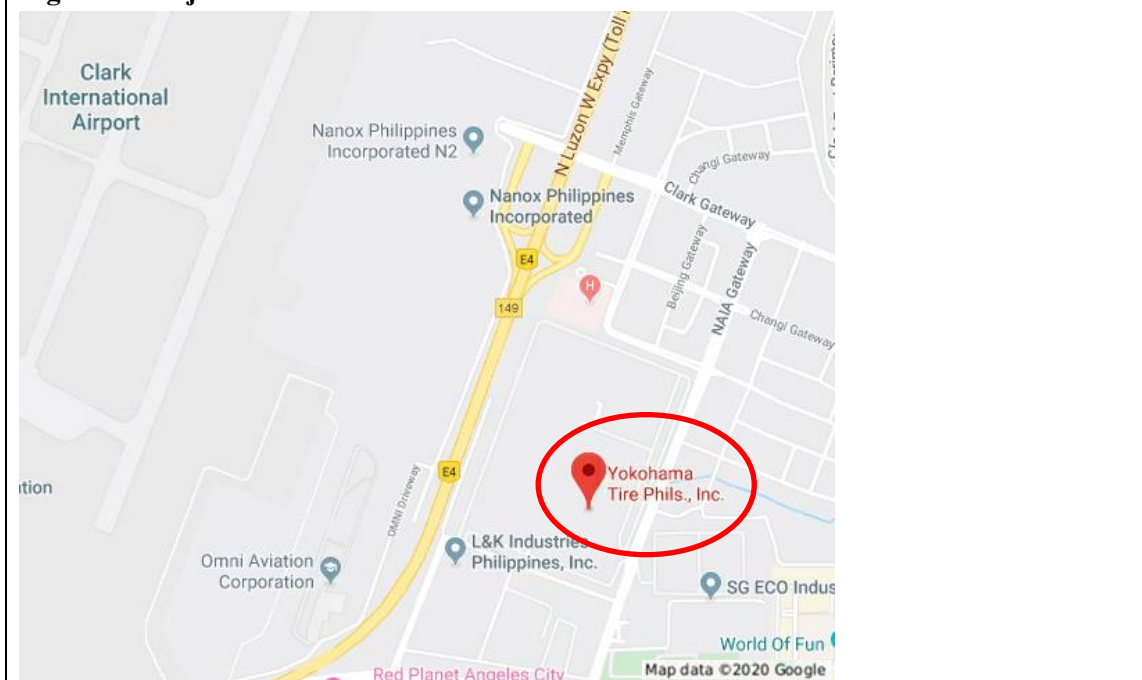 Clark
International
Airport
Nanox Philippines
Incorporated N2
N Luzon W Expy (Toll
Memphis Gateway
Changi Gateway
Nanox Philippines
Incorporated
Clark Gateway
E4
H
149
Beijing Gateway
NAIA Gateway
Changi Gateway
Yokohama
Tire Phils., Inc.
E4
OMNI Driveway
L&K Industries
Philippines, Inc.
Omni Aviation
Corporation
SG ECO Indus
World Of Fun
Red Planet Angeles City
Map data ©2020 Google